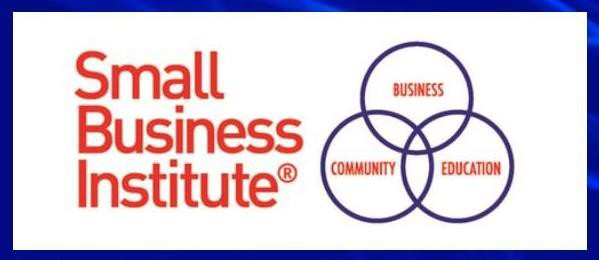 Small
Business
Institute®
BUSINESS
COMMUNITY
EDUCATION